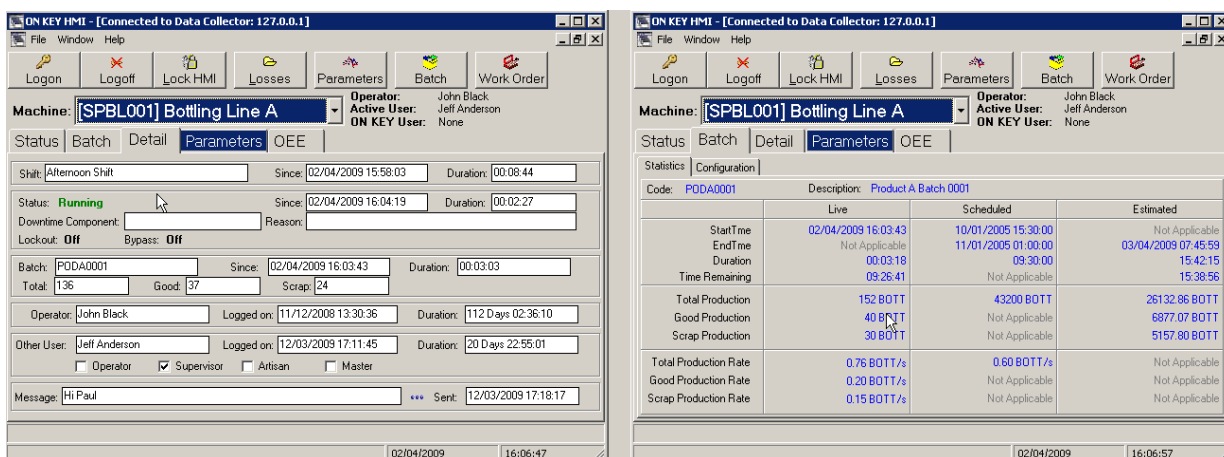 ON KEY HMI - [Connected to Data Collector: 127.0.0.1]
File Window Help
Logon Logoff Lock HMI Losses Parameters Batch Work Order
Machine: [SPBL001] Bottling Line A
Operator: John Black
Active User: Jeff Anderson
ON KEY User: None
Status Batch Detail Parameters OEE
Shift: Afternoon Shift Since: 02/04/2009 15:58:03 Duration: 00:08:44
Status: Running Since: 02/04/2009 16:04:19 Duration: 00:02:27
Downtime Component: Reason:
Lockout: Off Bypass: Off
Batch: PODA0001 Since: 02/04/2009 16:03:43 Duration: 00:03:03
Total: 136 Good: 37 Scrap: 24
Operator: John Black Logged on: 11/12/2008 13:30:36 Duration: 112 Days 02:36:10
Other User: Jeff Anderson Logged on: 12/03/2009 17:11:45 Duration: 20 Days 22:55:01
Operator Supervisor Artisan Master
Message: Hi Paul Sent: 12/03/2009 17:18:17
02/04/2009 16:06:47
ON KEY HMI - [Connected to Data Collector: 127.0.0.1]
File Window Help
Logon Logoff Lock HMI Losses Parameters Batch Work Order
Machine: [SPBL001] Bottling Line A
Operator: John Black
Active User: Jeff Anderson
ON KEY User: None
Status Batch Detail Parameters OEE
Statistics Configuration
Code: PODA0001 Description: Product A Batch 0001
Live Scheduled Estimated
StartTme 02/04/2009 16:03:43 10/01/2005 15:30:00 Not Applicable
EndTme Not Applicable 11/01/2005 01:00:00 03/04/2009 07:45:59
Duration 00:03:18 09:30:00 15:42:15
Time Remaining 09:26:41 Not Applicable 15:38:56
Total Production 152 BOTT 43200 BOTT 26132.86 BOTT
Good Production 40 BOTT Not Applicable 6877.07 BOTT
Scrap Production 30 BOTT Not Applicable 5157.80 BOTT
Total Production Rate 0.76 BOTT/s 0.60 BOTT/s Not Applicable
Good Production Rate 0.20 BOTT/s Not Applicable Not Applicable
Scrap Production Rate 0.15 BOTT/s Not Applicable Not Applicable
02/04/2009 16:06:57